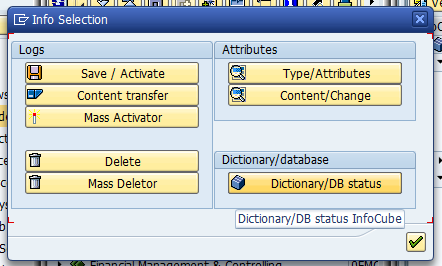 Info Selection
Logs
Save / Activate
Content transfer
Mass Activator
Delete
Mass Deletor
Attributes
Type/Attributes
Content/Change
Dictionary/database
Dictionary/DB status
Dictionary/DB status InfoCube
Financial Management & Controlling
0FMC